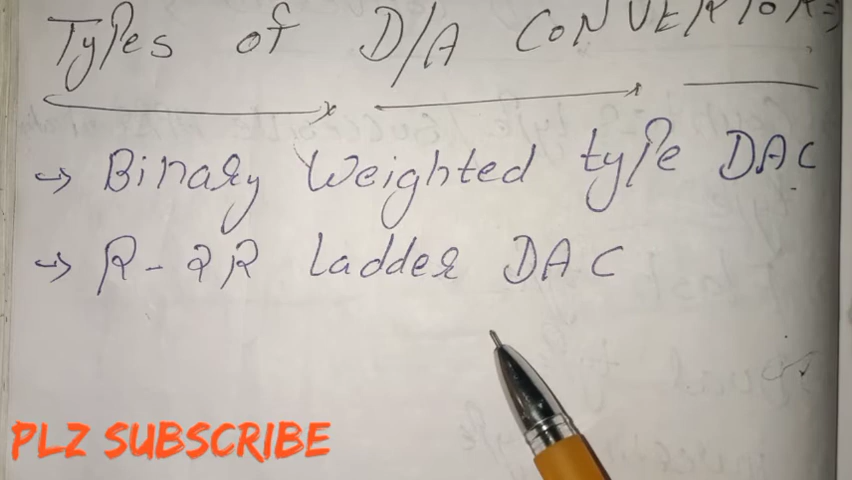 Types of D/A CONVERTOR⇒
→ Binary Weighted type DAC
→ R-2R Ladder DAC
PLZ SUBSCRIBE